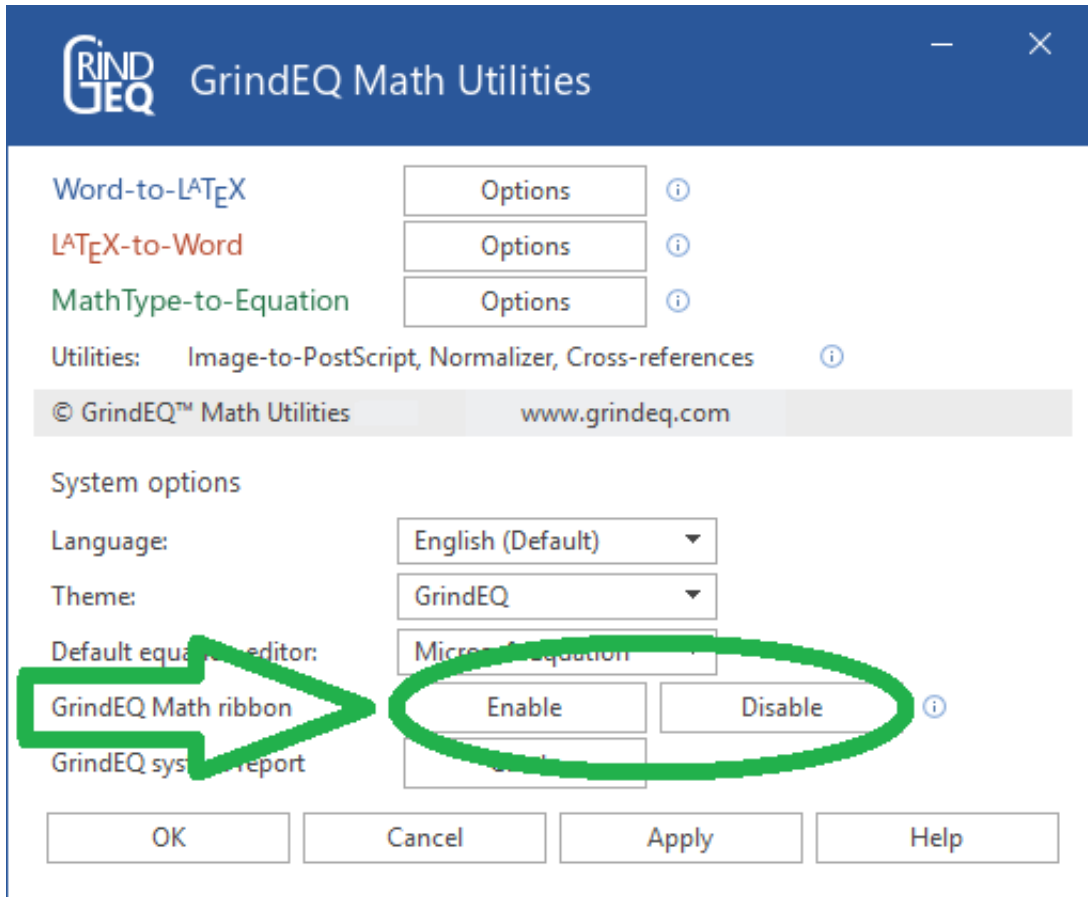 GRiND EQ GrindEQ Math Utilities
Word-to-LATEX Options
LATEX-to-Word Options
MathType-to-Equation Options
Utilities: Image-to-PostScript, Normalizer, Cross-references
© GrindEQ™ Math Utilities www.grindeq.com
System options
Language: English (Default)
Theme: GrindEQ
Default editor: Equation
GrindEQ Math ribbon Enable Disable
GrindEQ report
OK Cancel Apply Help